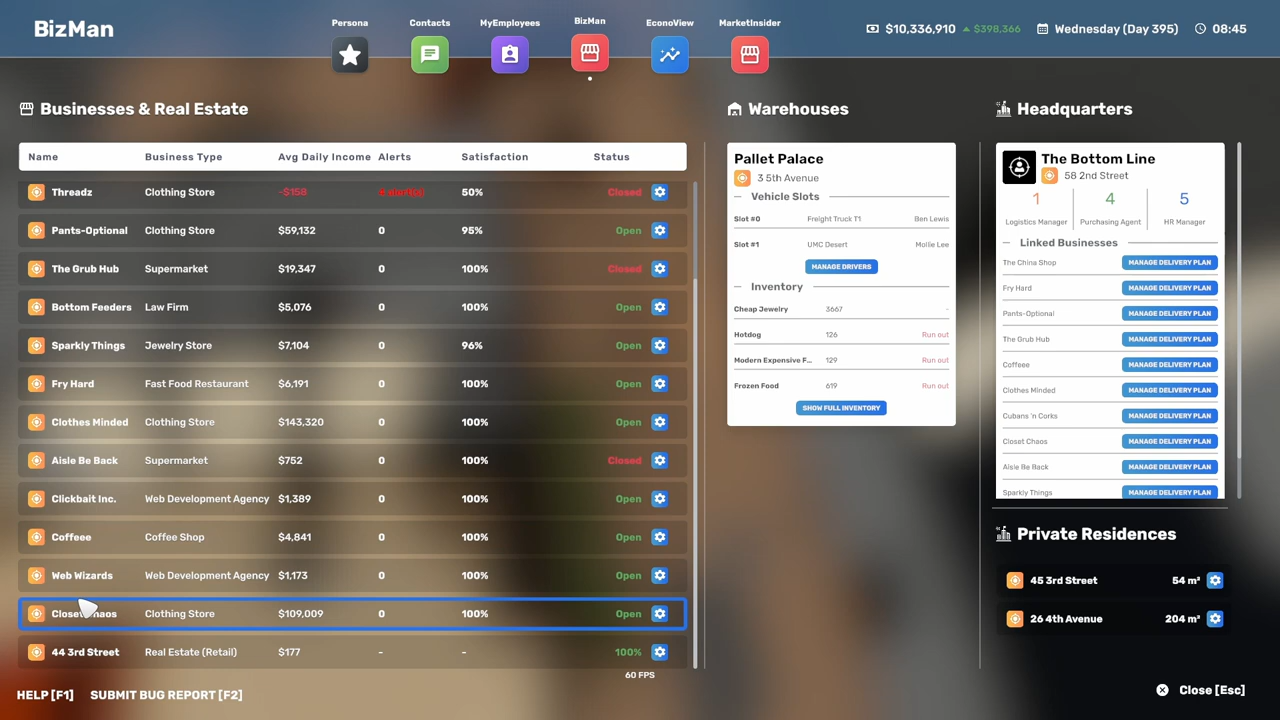 BizMan
Persona
Contacts
MyEmployees
BizMan
EconoView
MarketInsider
$10,336,910 $398,366
Wednesday (Day 395)
08:45
Businesses & Real Estate
Name Business Type Avg Daily Income Alerts Satisfaction Status
Threadz Clothing Store -$158 50% Closed
Pants-Optional Clothing Store $59,132 0 95% Open
The Grub Hub Supermarket $19,347 0 100% Closed
Bottom Feeders Law Firm $5,076 0 100% Open
Sparkly Things Jewelry Store $7,104 0 96% Open
Fry Hard Fast Food Restaurant $6,191 0 100% Open
Clothes Minded Clothing Store $143,320 0 100% Open
Aisle Be Back Supermarket $752 0 100% Closed
Clickbait Inc. Web Development Agency $1,389 0 100% Open
Coffeee Coffee Shop $4,841 0 100% Open
Web Wizards Web Development Agency $1,173 0 100% Open
Closet Chaos Clothing Store $109,009 0 100% Open
44 3rd Street Real Estate (Retail) $177 - - 100%
60 FPS
HELP [F1] SUBMIT BUG REPORT [F2]
Warehouses
Pallet Palace
3 5th Avenue
Vehicle Slots
Slot #0 Freight Truck T1 Ben Lewis
Slot #1 UMC Desert Mollie Lee
MANAGE DRIVERS
Inventory
Cheap Jewelry 3667 -
Hotdog 126 Run out
Modern Expensive F... 129 Run out
Frozen Food 619 Run out
SHOW FULL INVENTORY
Headquarters
The Bottom Line
58 2nd Street
1 4 5
Logistics Manager Purchasing Agent HR Manager
Linked Businesses
The China Shop MANAGE DELIVERY PLAN
Fry Hard MANAGE DELIVERY PLAN
Pants-Optional MANAGE DELIVERY PLAN
The Grub Hub MANAGE DELIVERY PLAN
Coffeee MANAGE DELIVERY PLAN
Clothes Minded MANAGE DELIVERY PLAN
Cubans 'n Corks MANAGE DELIVERY PLAN
Closet Chaos MANAGE DELIVERY PLAN
Aisle Be Back MANAGE DELIVERY PLAN
Sparkly Things MANAGE DELIVERY PLAN
Private Residences
45 3rd Street 54 m²
26 4th Avenue 204 m²
Close [Esc]